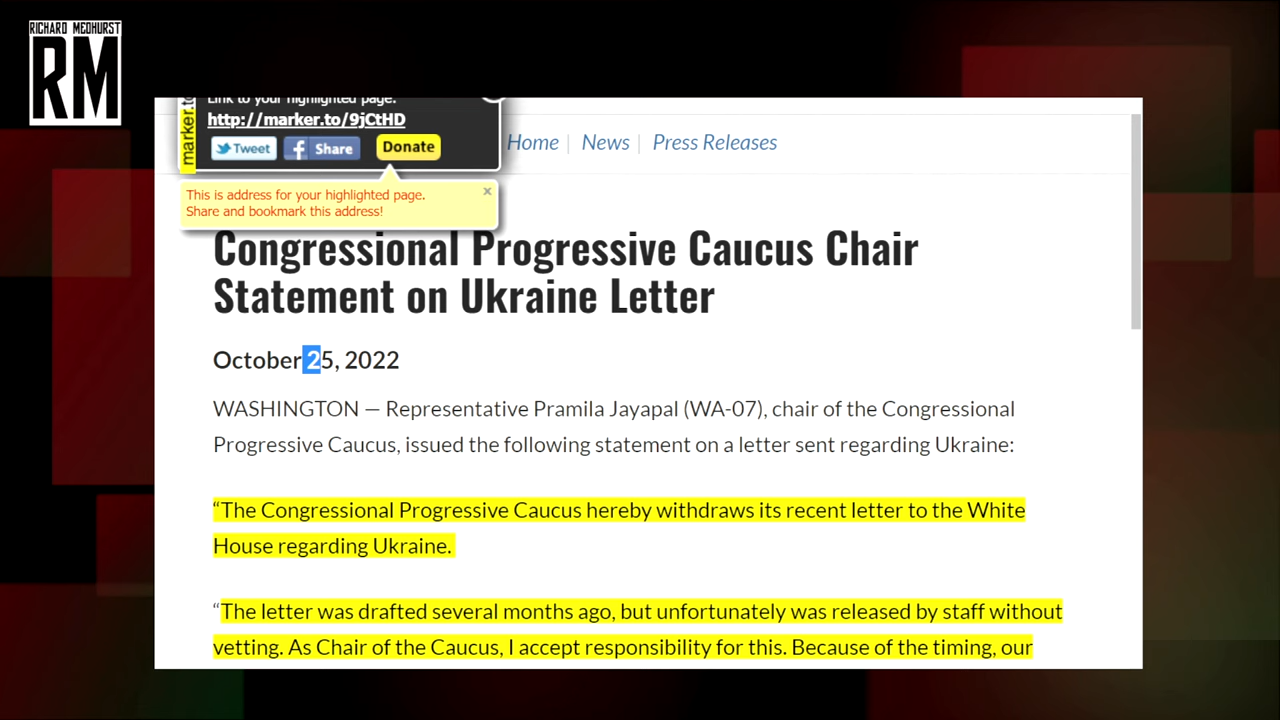 RICHARD MEDHURST
RM
marker.to
Link to your highlighted page:
http://marker.to/9jCtHD
Tweet
Share
Donate
Home
News
Press Releases
This is address for your highlighted page.
Share and bookmark this address!
Congressional Progressive Caucus Chair
Statement on Ukraine Letter
October 25, 2022
WASHINGTON — Representative Pramila Jayapal (WA-07), chair of the Congressional
Progressive Caucus, issued the following statement on a letter sent regarding Ukraine:
“The Congressional Progressive Caucus hereby withdraws its recent letter to the White
House regarding Ukraine.
“The letter was drafted several months ago, but unfortunately was released by staff without
vetting. As Chair of the Caucus, I accept responsibility for this. Because of the timing, our